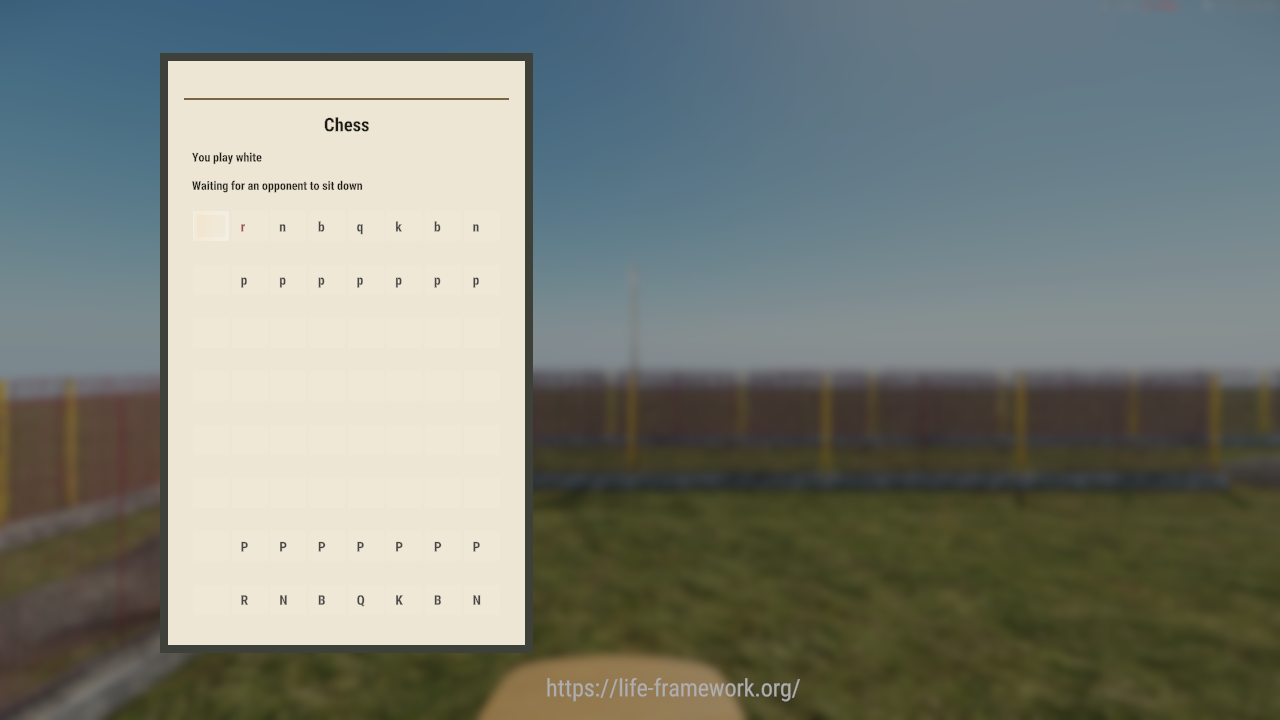 Chess
You play white
Waiting for an opponent to sit down
r n b q k b n
p p p p p p p
P P P P P P P
R N B Q K B N
https://life-framework.org/